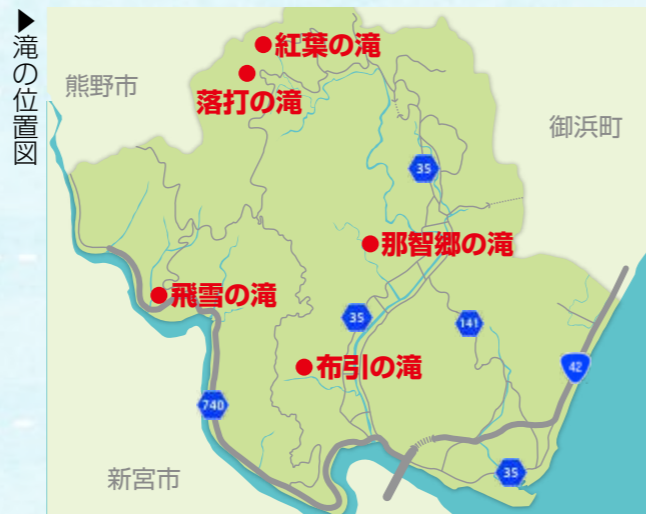 ▶滝の位置図
紅葉の滝
熊野市
落打の滝
御浜町
35
那智郷の滝
飛雪の滝
35
141
布引の滝
42
740
35
新宮市